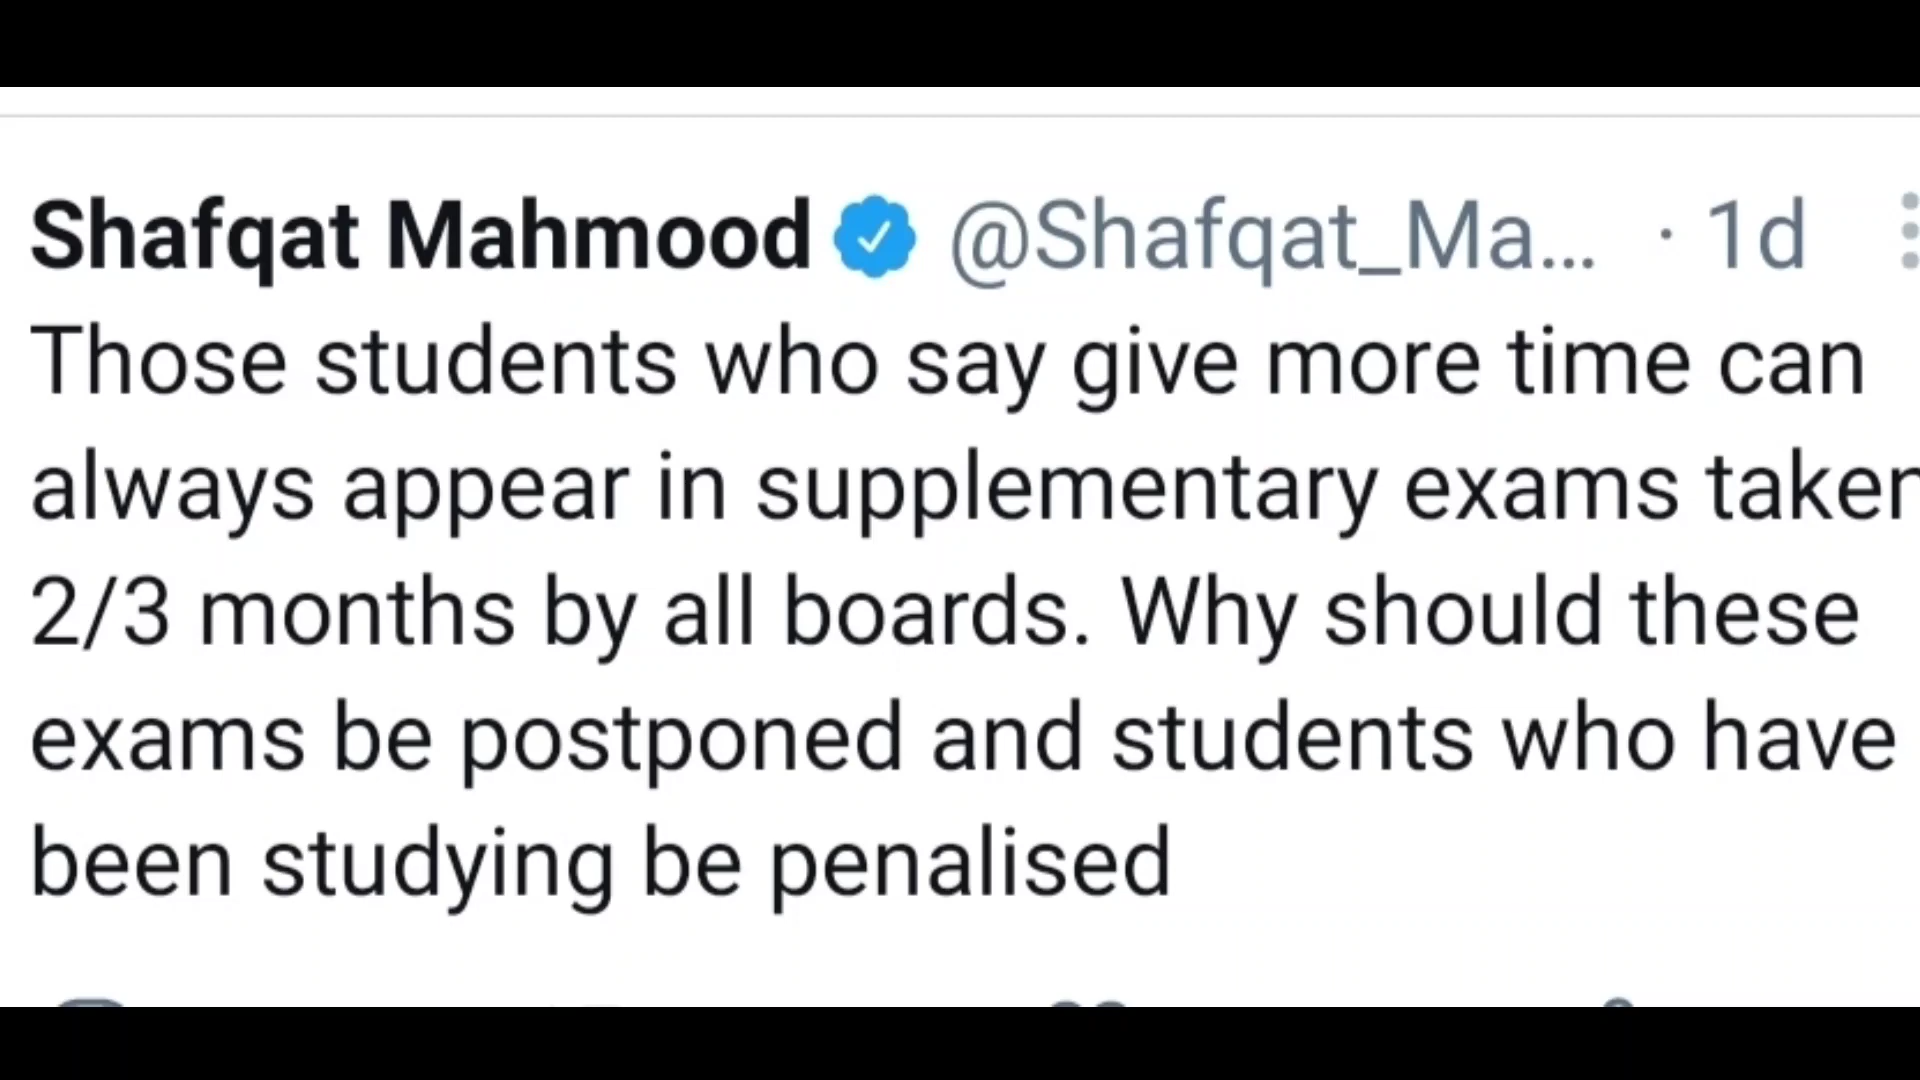 Shafqat Mahmood @Shafqat_Ma... · 1d
Those students who say give more time can
always appear in supplementary exams taken
2/3 months by all boards. Why should these
exams be postponed and students who have
been studying be penalised